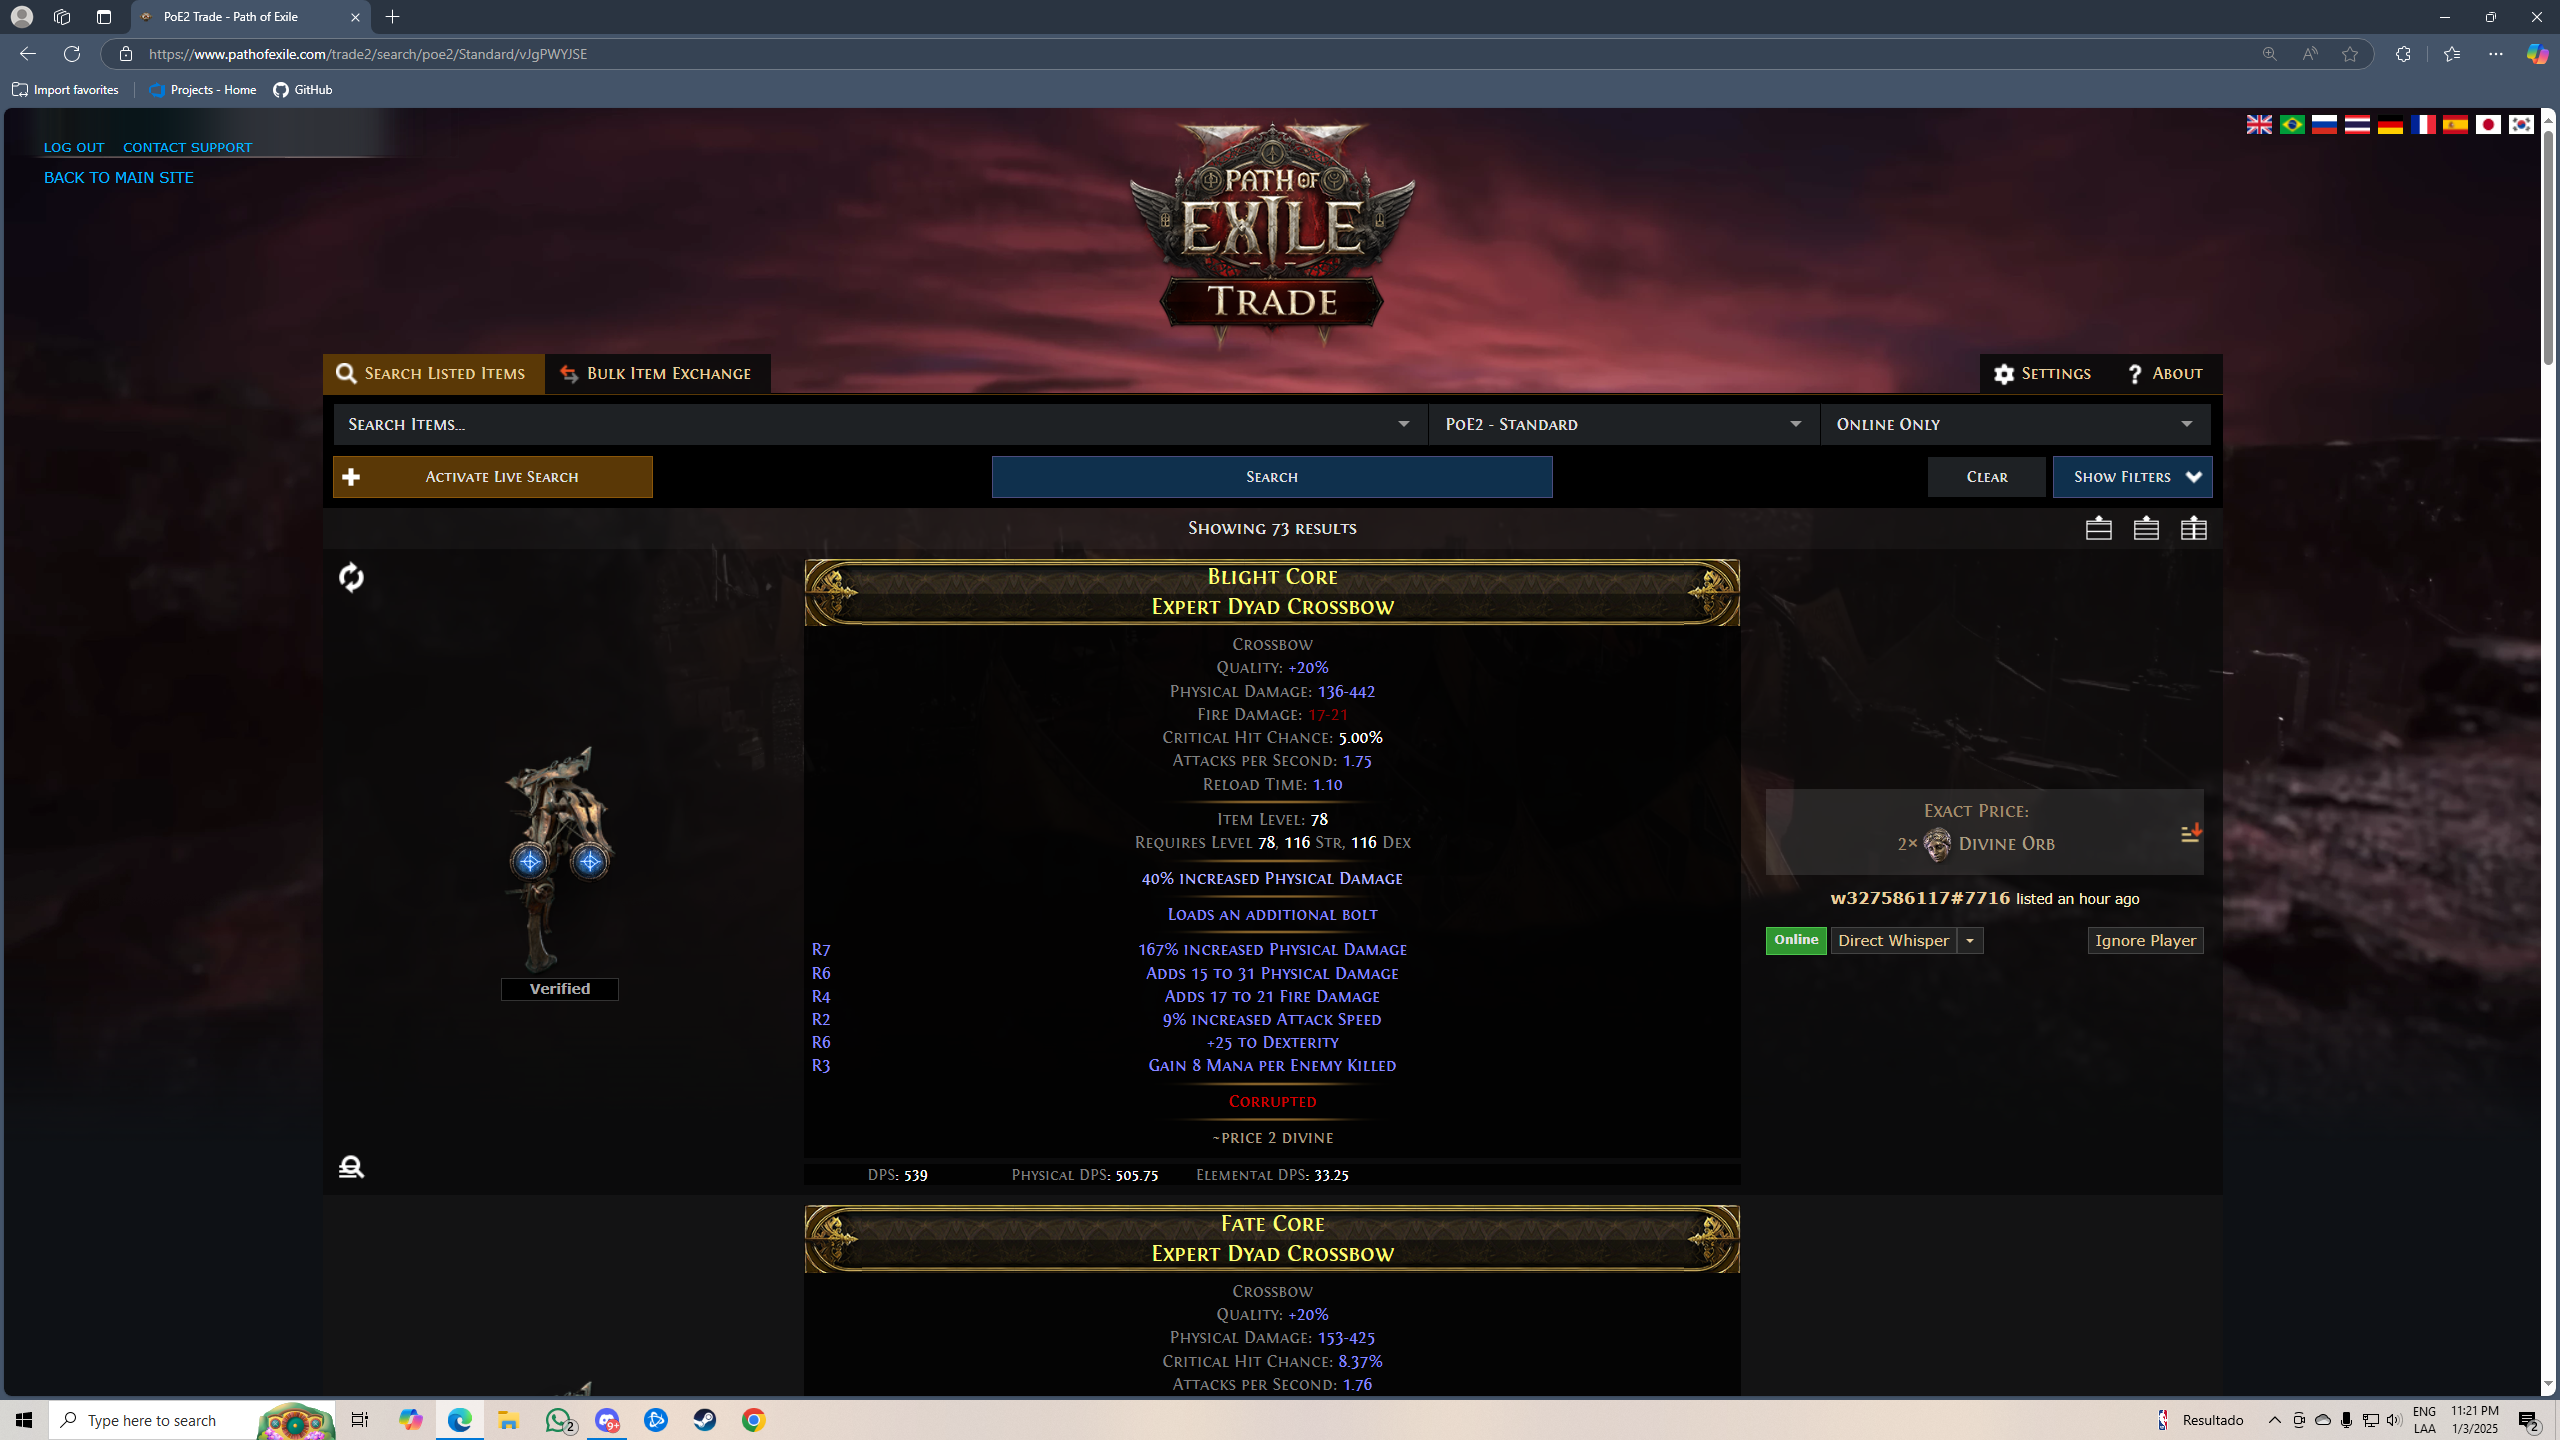 PoE2 Trade - Path of Exile
https://www.pathofexile.com/trade2/search/poe2/Standard/vJgPWYJSE
Import favorites
Projects - Home
GitHub
LOG OUT
CONTACT SUPPORT
BACK TO MAIN SITE
PATH OF
EXILE
TRADE
Search Listed Items
Bulk Item Exchange
Settings
? About
Search Items...
PoE2 - Standard
Online Only
Activate Live Search
Search
Clear
Show Filters
Showing 73 results
Blight Core
Expert Dyad Crossbow
Crossbow
Quality: +20%
Physical Damage: 136-442
Fire Damage: 17-21
Critical Hit Chance: 5.00%
Attacks per Second: 1.75
Reload Time: 1.10
Item Level: 78
Requires Level 78, 116 Str, 116 Dex
40% increased Physical Damage
Loads an additional bolt
R7 167% increased Physical Damage
R6 Adds 15 to 31 Physical Damage
R4 Adds 17 to 21 Fire Damage
R2 9% increased Attack Speed
R6 +25 to Dexterity
R3 Gain 8 Mana per Enemy Killed
Corrupted
~price 2 divine
DPS: 539 Physical DPS: 505.75 Elemental DPS: 33.25
Verified
Exact Price:
2× Divine Orb
w327586117#7716 listed an hour ago
Online
Direct Whisper
Ignore Player
Fate Core
Expert Dyad Crossbow
Crossbow
Quality: +20%
Physical Damage: 153-425
Critical Hit Chance: 8.37%
Attacks per Second: 1.76
Type here to search
2
9+
Resultado
ENG
LAA
11:21 PM
1/3/2025
2